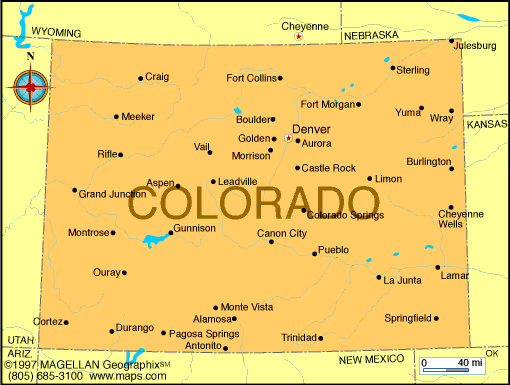 Cheyenne
WYOMING
NEBRASKA
Julesburg
N
Craig
Fort Collins
Sterling
Fort Morgan
Yuma
Wray
Meeker
Boulder
KANSAS
Denver
Golden
Aurora
Vail
Morrison
Rifle
Castle Rock
Burlington
Limon
Leadville
Aspen
Grand Junction
COLORADO
Colorado Springs
Cheyenne
Wells
Gunnison
Montrose
Canon City
Pueblo
Ouray
Lamar
La Junta
Monte Vista
Alamosa
Springfield
Cortez
Durango
Pagosa Springs
Trinidad
Antonito
UTAH
ARIZ.
NEW MEXICO
OK
©1997 MAGELLAN Geographix℠
(805) 685-3100 www.maps.com
0 40 mi